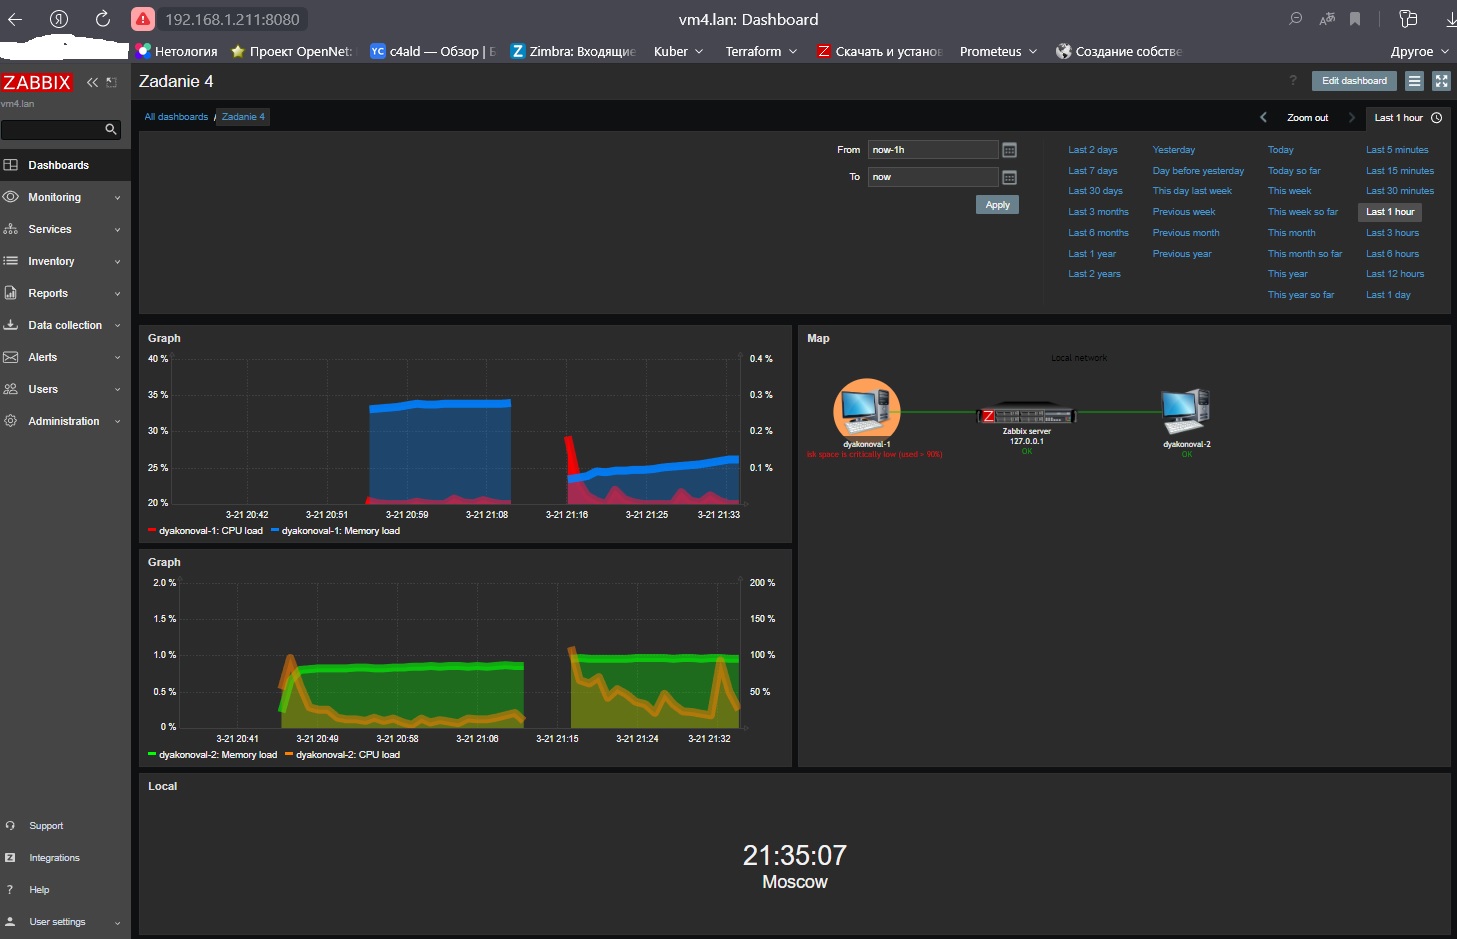 192.168.1.211:8080
vm4.lan: Dashboard
Нетология
Проект OpenNet:
c4ald — Обзор | Б
Zimbra: Входящие
Kuber
Terraform
Скачать и установ
Prometeus
Создание собстве
Другое
ZABBIX
vm4.lan
Dashboards
Monitoring
Services
Inventory
Reports
Data collection
Alerts
Users
Administration
Support
Integrations
? Help
User settings
Zadanie 4
? Edit dashboard
All dashboards / Zadanie 4
Zoom out
Last 1 hour
From now-1h
To now
Apply
Last 2 days Yesterday Today Last 5 minutes
Last 7 days Day before yesterday Today so far Last 15 minutes
Last 30 days This day last week This week Last 30 minutes
Last 3 months Previous week This week so far Last 1 hour
Last 6 months Previous month This month Last 3 hours
Last 1 year Previous year This month so far Last 6 hours
Last 2 years This year Last 12 hours
This year so far Last 1 day
Graph
40 % 0.4 %
35 % 0.3 %
30 % 0.2 %
25 % 0.1 %
20 %
3-21 20:42 3-21 20:51 3-21 20:59 3-21 21:08 3-21 21:16 3-21 21:25 3-21 21:33
dyakonoval-1: CPU load dyakonoval-1: Memory load
Graph
2.0 % 200 %
1.5 % 150 %
1.0 % 100 %
0.5 % 50 %
0 %
3-21 20:41 3-21 20:49 3-21 20:58 3-21 21:06 3-21 21:15 3-21 21:24 3-21 21:32
dyakonoval-2: Memory load dyakonoval-2: CPU load
Map
Local network
dyakonoval-1
space is critically low (used > 90%)
Zabbix server
127.0.0.1
OK
dyakonoval-2
OK
Local
21:35:07
Moscow